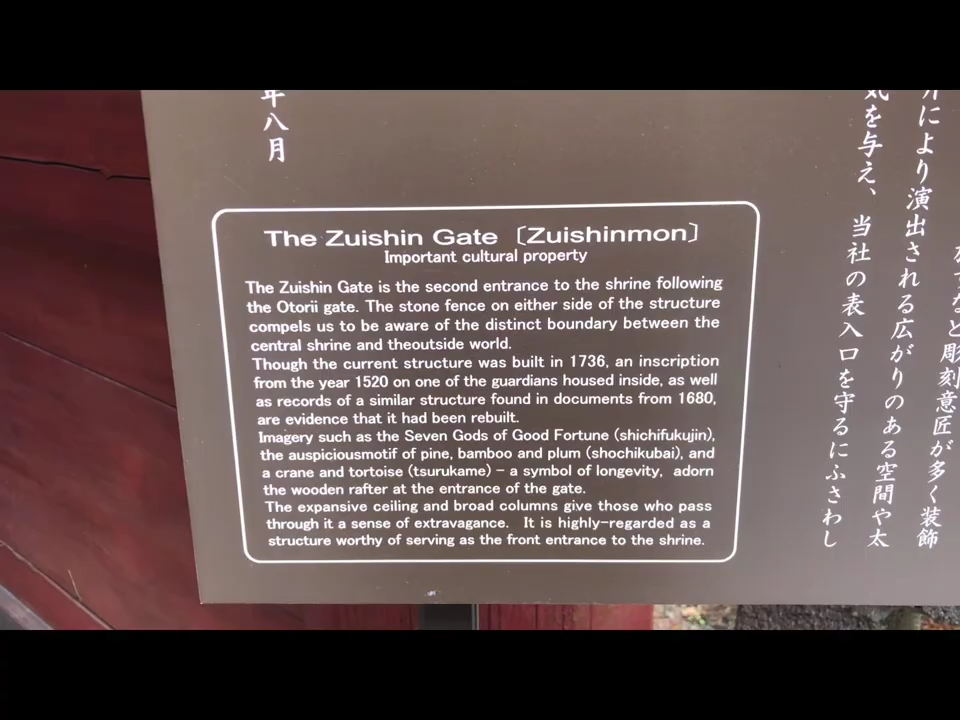 The Zuishin Gate〔Zuishinmon〕
Important cultural property
The Zuishin Gate is the second entrance to the shrine following
the Otorii gate. The stone fence on either side of the structure
compels us to be aware of the distinct boundary between the
central shrine and theoutside world.
Though the current structure was built in 1736, an inscription
from the year 1520 on one of the guardians housed inside, as well
as records of a similar structure found in documents from 1680,
are evidence that it had been rebuilt.
Imagery such as the Seven Gods of Good Fortune (shichifukujin),
the auspiciousmotif of pine, bamboo and plum (shochikubai), and
a crane and tortoise (tsurukame) – a symbol of longevity, adorn
the wooden rafter at the entrance of the gate.
The expansive ceiling and broad columns give those who pass
through it a sense of extravagance. It is highly-regarded as a
structure worthy of serving as the front entrance to the shrine.
など彫刻意匠が多く装飾
により演出される広がりのある空間や太
気を与え、当社の表入口を守るにふさわし
年八月